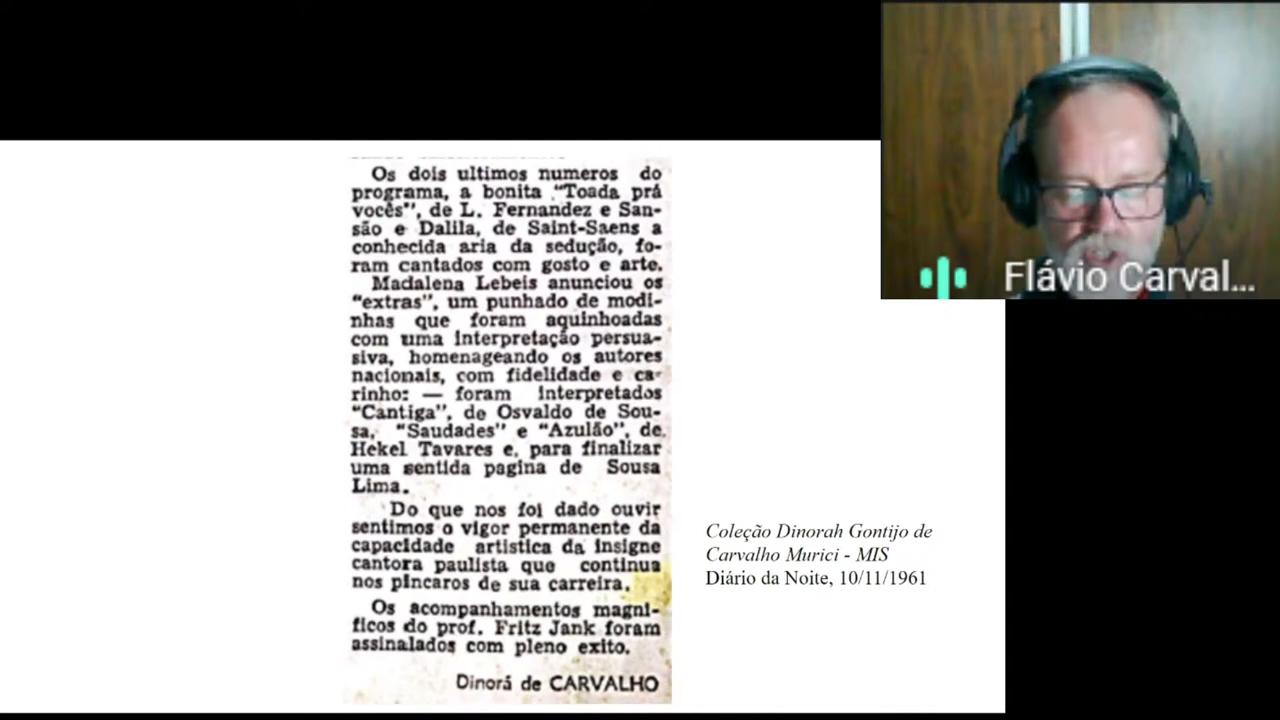 Os dois ultimos numeros do
programa, a bonita "Toada prá
vocês", de L. Fernandez e San-
são e Dalila, de Saint-Saens a
conhecida aria da sedução, fo-
ram cantados com gosto e arte.
Madalena Lebeis anunciou os
"extras", um punhado de modi-
nhas que foram aquinhoadas
com uma interpretação persua-
siva, homenageando os autores
nacionais, com fidelidade e ca-
rinho: — foram interpretados
"Cantiga", de Osvaldo de Sou-
sa, "Saudades" e "Azulão", de
Hekel Tavares e, para finalizar
uma sentida pagina de Sousa
Lima.
Do que nos foi dado ouvir
sentimos o vigor permanente da
capacidade artistica da insigne
cantora paulista que continua
nos píncaros de sua carreira.
Os acompanhamentos magni-
ficos do prof. Fritz Jank foram
assinalados com pleno exito.
Dinorá de CARVALHO
Coleção Dinorah Gontijo de
Carvalho Murici - MIS
Diário da Noite, 10/11/1961
Flávio Carval...